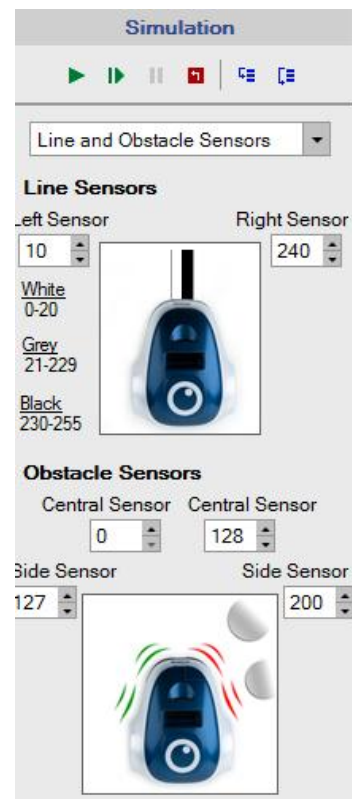 Simulation
Line and Obstacle Sensors
Line Sensors
Left Sensor Right Sensor
10 240
White
0-20
Grey
21-229
Black
230-255
Obstacle Sensors
Central Sensor Central Sensor
0 128
Side Sensor Side Sensor
127 200